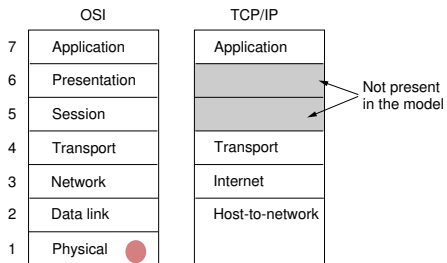 OSI TCP/IP
7 Application Application
6 Presentation
5 Session
Not present
in the model
4 Transport Transport
3 Network Internet
2 Data link Host-to-network
1 Physical